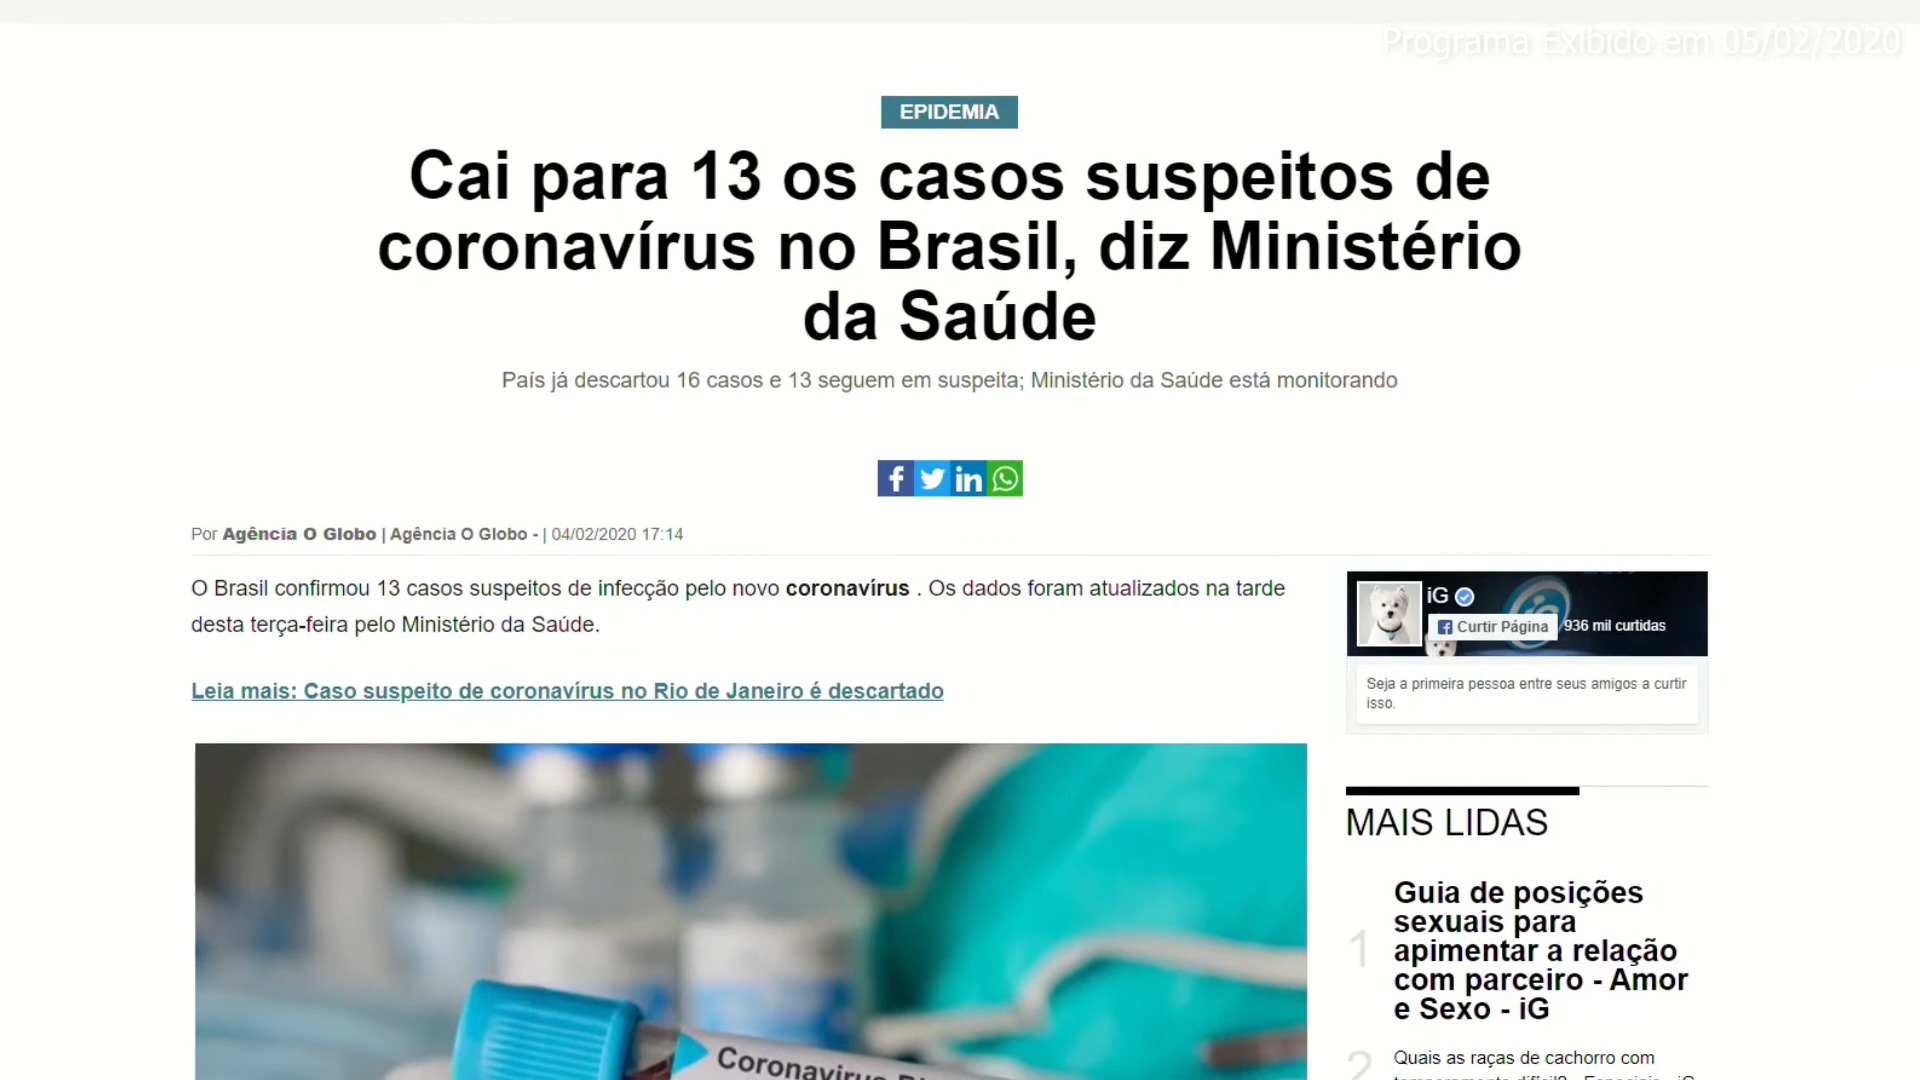 Programa Exibido em 05/02/2020
EPIDEMIA
Cai para 13 os casos suspeitos de
coronavírus no Brasil, diz Ministério
da Saúde
País já descartou 16 casos e 13 seguem em suspeita; Ministério da Saúde está monitorando
Por Agência O Globo | Agência O Globo - | 04/02/2020 17:14
O Brasil confirmou 13 casos suspeitos de infecção pelo novo coronavírus . Os dados foram atualizados na tarde
desta terça-feira pelo Ministério da Saúde.
Leia mais: Caso suspeito de coronavírus no Rio de Janeiro é descartado
Coronavirus
iG
Curtir Página
936 mil curtidas
Seja a primeira pessoa entre seus amigos a curtir
isso.
MAIS LIDAS
1
Guia de posições
sexuais para
apimentar a relação
com parceiro - Amor
e Sexo - iG
2
Quais as raças de cachorro com